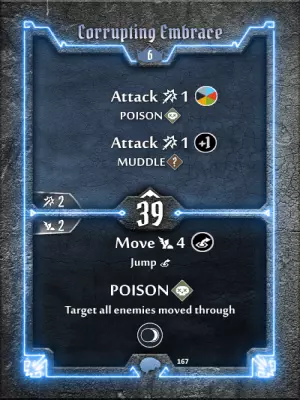 Corrupting Embrace
6
Attack 1
POISON
Attack 1 +1
MUDDLE ?
2
39
2
Move 4
Jump
POISON
Target all enemies moved through
167